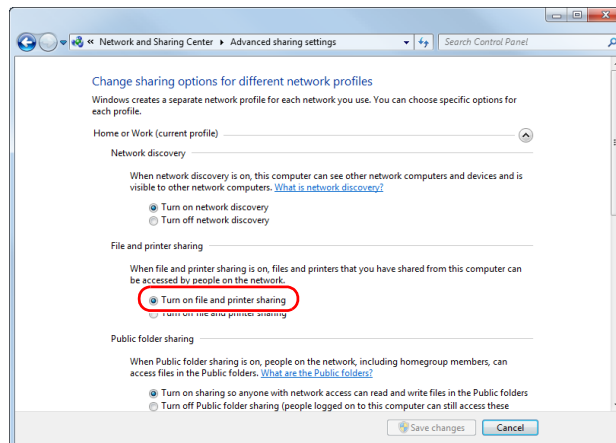 « Network and Sharing Center ▸ Advanced sharing settings
Search Control Panel
Change sharing options for different network profiles
Windows creates a separate network profile for each network you use. You can choose specific options for
each profile.
Home or Work (current profile)
Network discovery
When network discovery is on, this computer can see other network computers and devices and is
visible to other network computers. What is network discovery?
Turn on network discovery
Turn off network discovery
File and printer sharing
When file and printer sharing is on, files and printers that you have shared from this computer can
be accessed by people on the network.
Turn on file and printer sharing
file and printer sharing
Public folder sharing
When Public folder sharing is on, people on the network, including homegroup members, can
access files in the Public folders. What are the Public folders?
Turn on sharing so anyone with network access can read and write files in the Public folders
Turn off Public folder sharing (people logged on to this computer can still access these
Save changes
Cancel